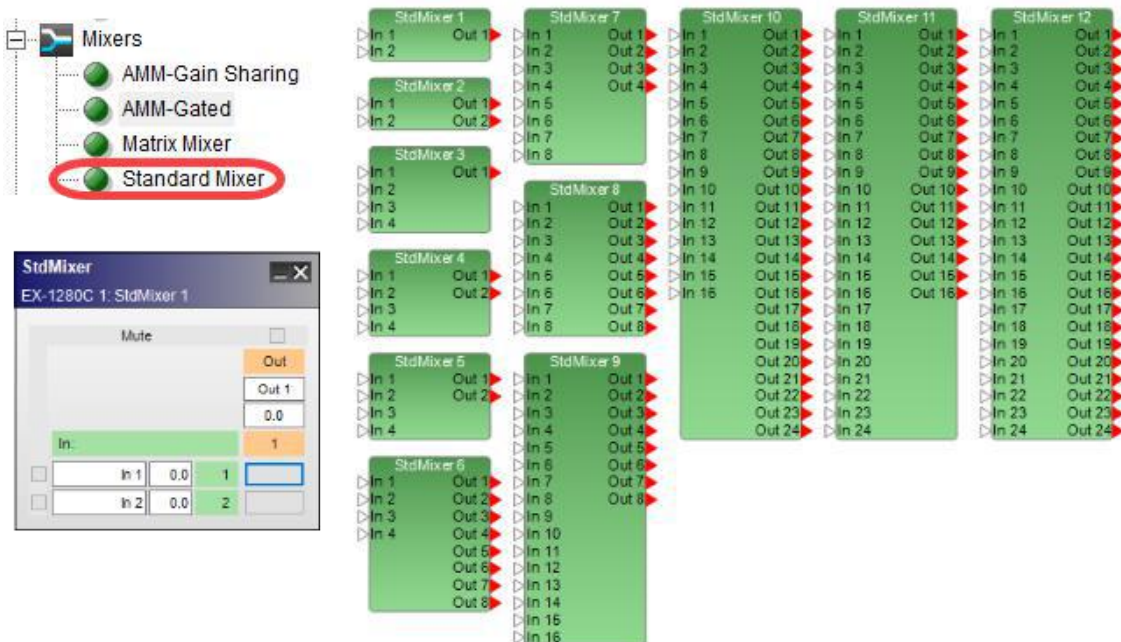 Mixers
AMM-Gain Sharing
AMM-Gated
Matrix Mixer
Standard Mixer
StdMixer
EX-1280C 1: StdMixer 1
Mute
Out
Out 1
0.0
In: 1
In 1 0.0 1
In 2 0.0 2
StdMixer 1
In 1 Out 1
In 2
StdMixer 2
In 1 Out 1
In 2 Out 2
StdMixer 3
In 1 Out 1
In 2
In 3
In 4
StdMixer 4
In 1 Out 1
In 2 Out 2
In 3
In 4
StdMixer 5
In 1 Out 1
In 2 Out 2
In 3
In 4
StdMixer 6
In 1 Out 1
In 2 Out 2
In 3 Out 3
In 4 Out 4
Out 5
Out 6
Out 7
Out 8
StdMixer 7
In 1 Out 1
In 2 Out 2
In 3 Out 3
In 4 Out 4
In 5
In 6
In 7
In 8
StdMixer 8
In 1 Out 1
In 2 Out 2
In 3 Out 3
In 4 Out 4
In 5 Out 5
In 6 Out 6
In 7 Out 7
In 8 Out 8
StdMixer 9
In 1 Out 1
In 2 Out 2
In 3 Out 3
In 4 Out 4
In 5 Out 5
In 6 Out 6
In 7 Out 7
In 8 Out 8
In 9
In 10
In 11
In 12
In 13
In 14
In 15
In 16
StdMixer 10
In 1 Out 1
In 2 Out 2
In 3 Out 3
In 4 Out 4
In 5 Out 5
In 6 Out 6
In 7 Out 7
In 8 Out 8
In 9 Out 9
In 10 Out 10
In 11 Out 11
In 12 Out 12
In 13 Out 13
In 14 Out 14
In 15 Out 15
In 16 Out 16
Out 17
Out 18
Out 19
Out 20
Out 21
Out 22
Out 23
Out 24
StdMixer 11
In 1 Out 1
In 2 Out 2
In 3 Out 3
In 4 Out 4
In 5 Out 5
In 6 Out 6
In 7 Out 7
In 8 Out 8
In 9 Out 9
In 10 Out 10
In 11 Out 11
In 12 Out 12
In 13 Out 13
In 14 Out 14
In 15 Out 15
In 16 Out 16
In 17
In 18
In 19
In 20
In 21
In 22
In 23
In 24
StdMixer 12
In 1 Out 1
In 2 Out 2
In 3 Out 3
In 4 Out 4
In 5 Out 5
In 6 Out 6
In 7 Out 7
In 8 Out 8
In 9 Out 9
In 10 Out 10
In 11 Out 11
In 12 Out 12
In 13 Out 13
In 14 Out 14
In 15 Out 15
In 16 Out 16
In 17 Out 17
In 18 Out 18
In 19 Out 19
In 20 Out 20
In 21 Out 21
In 22 Out 22
In 23 Out 23
In 24 Out 24